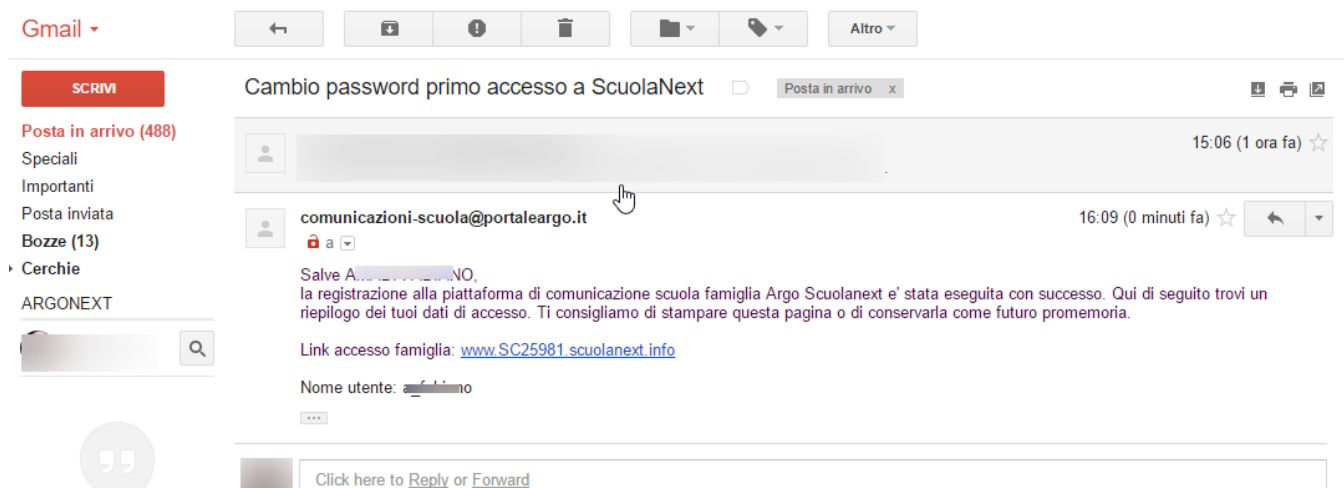 Gmail
Altro
SCRIVI
Cambio password primo accesso a ScuolaNext
Posta in arrivo x
Posta in arrivo (488)
Speciali
Importanti
Posta inviata
Bozze (13)
Cerchie
ARGONEXT
15:06 (1 ora fa)
comunicazioni-scuola@portaleargo.it
16:09 (0 minuti fa)
a
Salve
la registrazione alla piattaforma di comunicazione scuola famiglia Argo Scuolanext e' stata eseguita con successo. Qui di seguito trovi un
riepilogo dei tuoi dati di accesso. Ti consigliamo di stampare questa pagina o di conservarla come futuro promemoria.
Link accesso famiglia: www.SC25981.scuolanext.info
Nome utente:
Click here to Reply or Forward